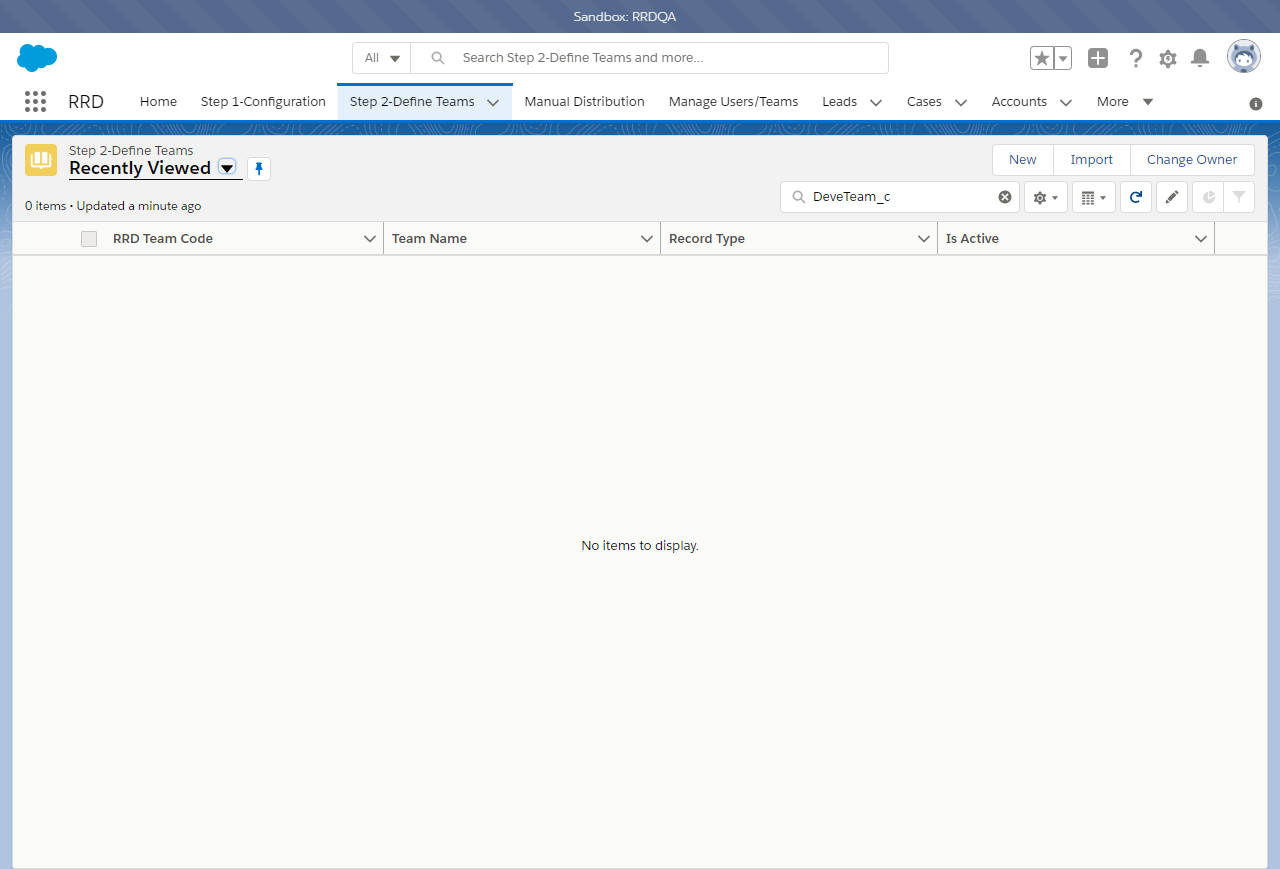 Sandbox: RRDQA
All
Search Step 2-Define Teams and more...
RRD
Home
Step 1-Configuration
Step 2-Define Teams
Manual Distribution
Manage Users/Teams
Leads
Cases
Accounts
More
Step 2-Define Teams
Recently Viewed
New
Import
Change Owner
0 items • Updated a minute ago
DeveTeam_c
RRD Team Code
Team Name
Record Type
Is Active
No items to display.